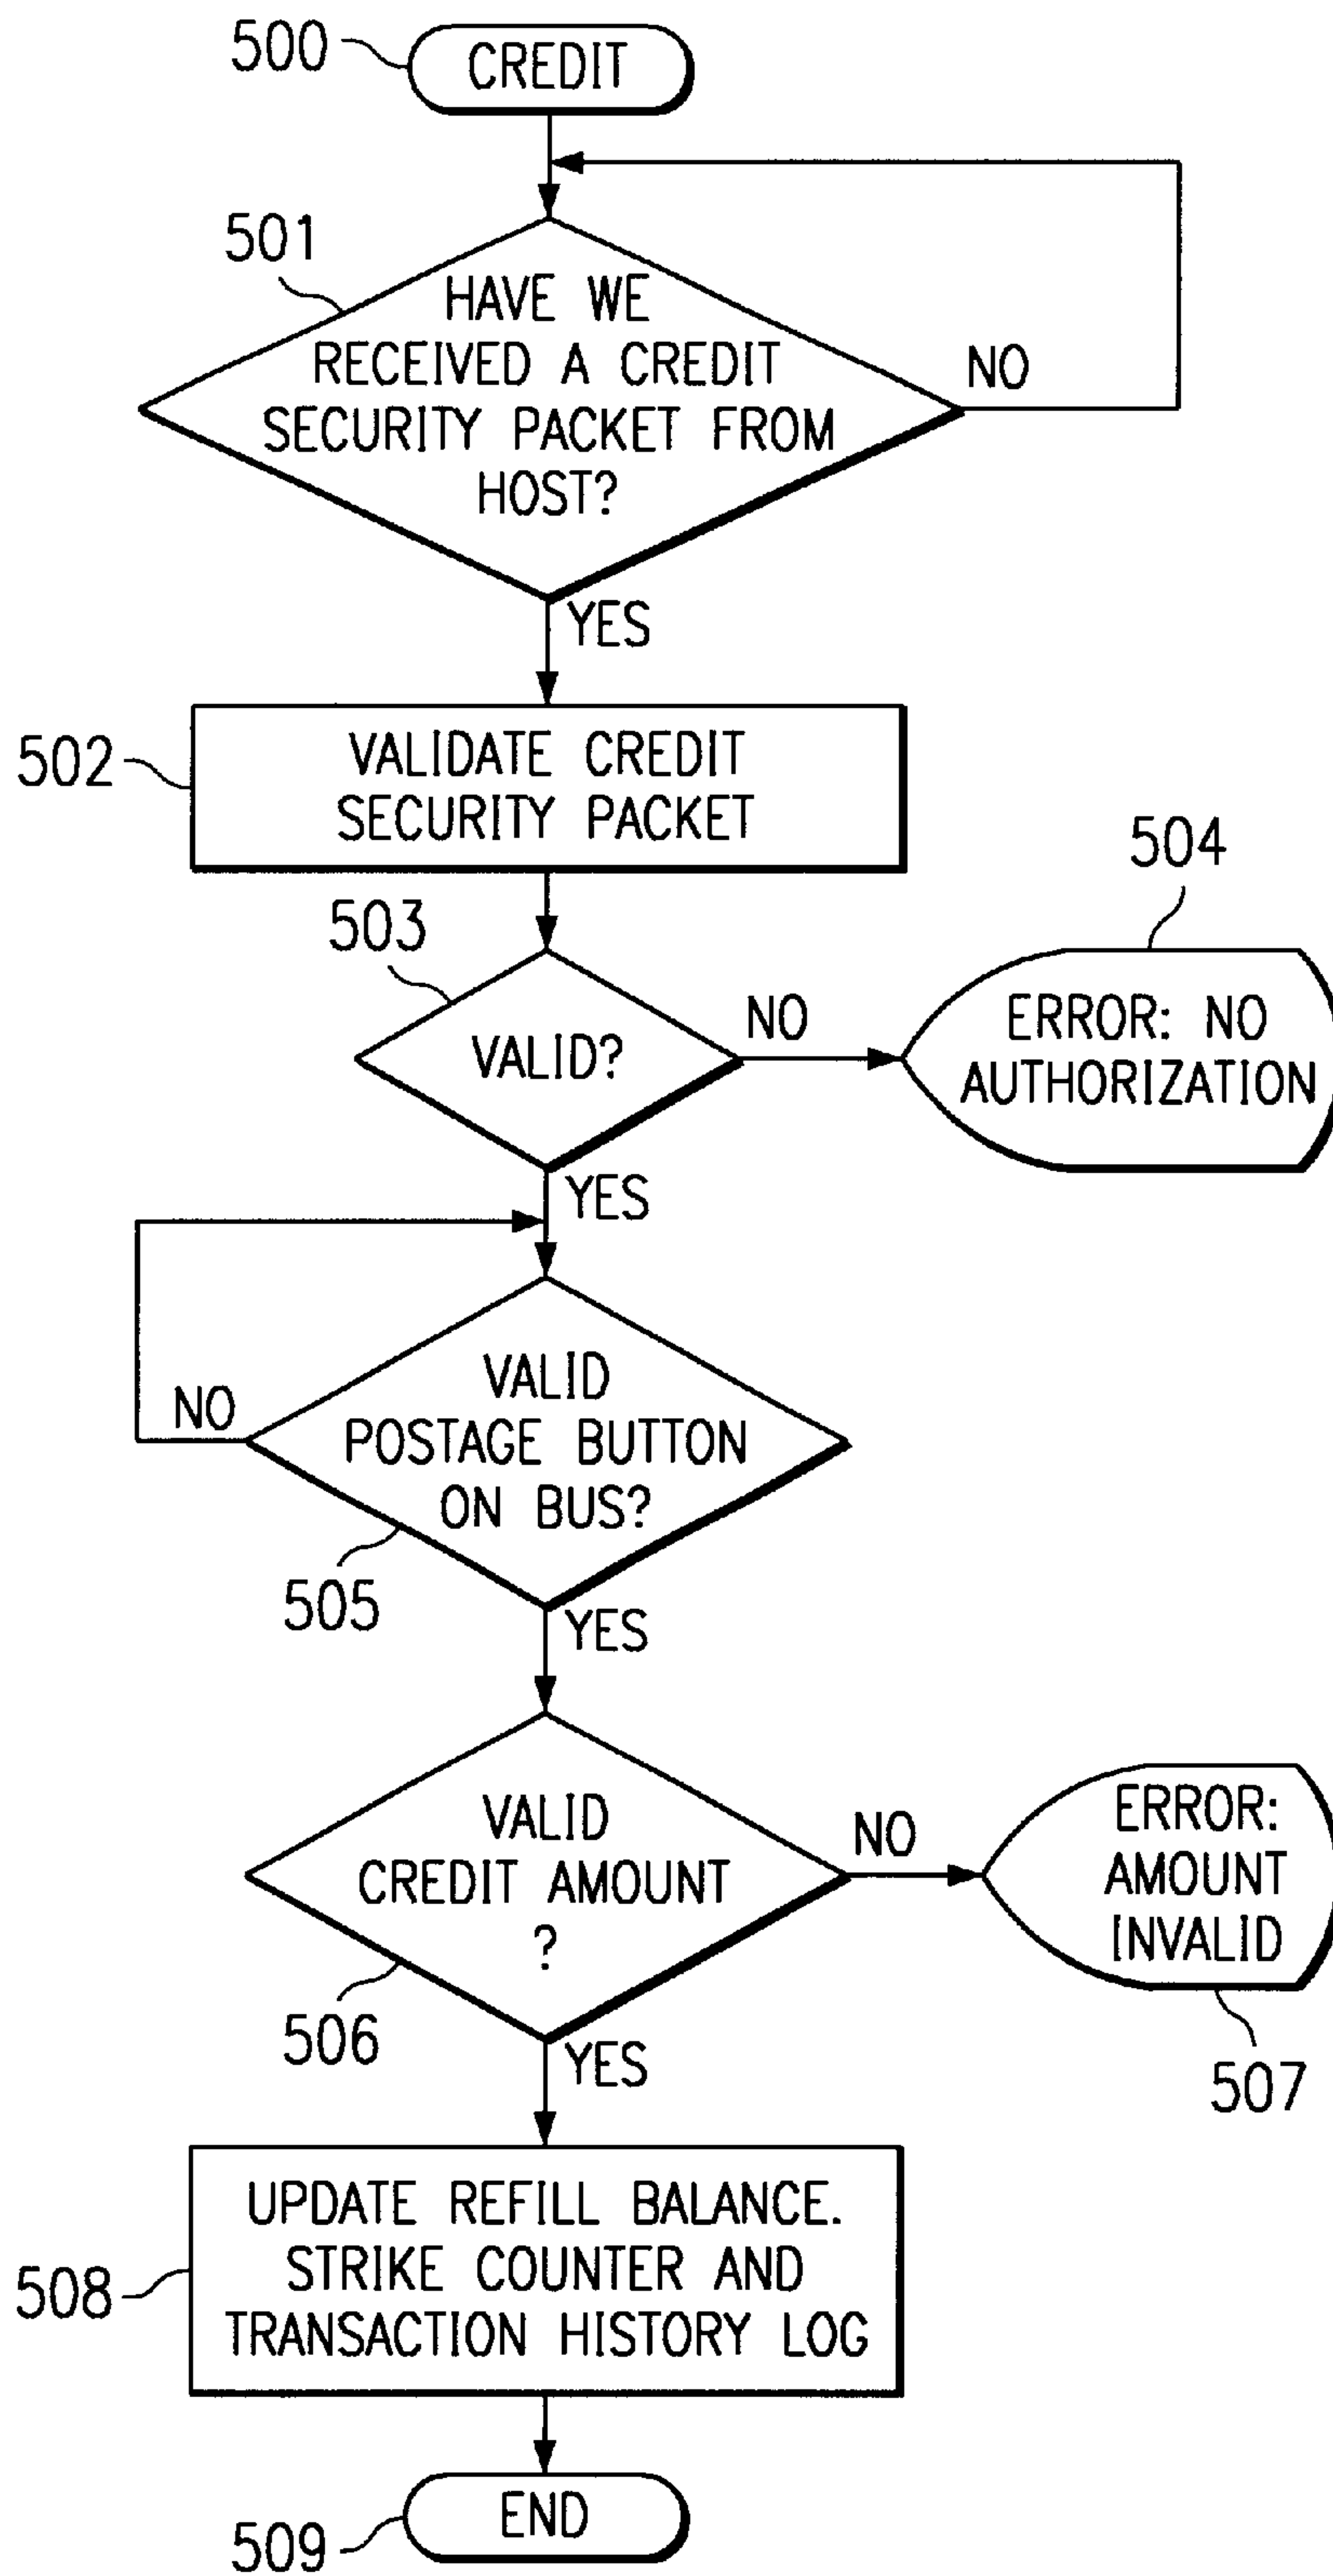 500
CREDIT
501
HAVE WE
RECEIVED A CREDIT
SECURITY PACKET FROM
HOST?
NO
YES
502
VALIDATE CREDIT
SECURITY PACKET
503
VALID?
NO
504
ERROR: NO
AUTHORIZATION
YES
VALID
POSTAGE BUTTON
ON BUS?
NO
505
YES
VALID
CREDIT AMOUNT
?
NO
ERROR:
AMOUNT
INVALID
506
507
YES
508
UPDATE REFILL BALANCE.
STRIKE COUNTER AND
TRANSACTION HISTORY LOG
END
509